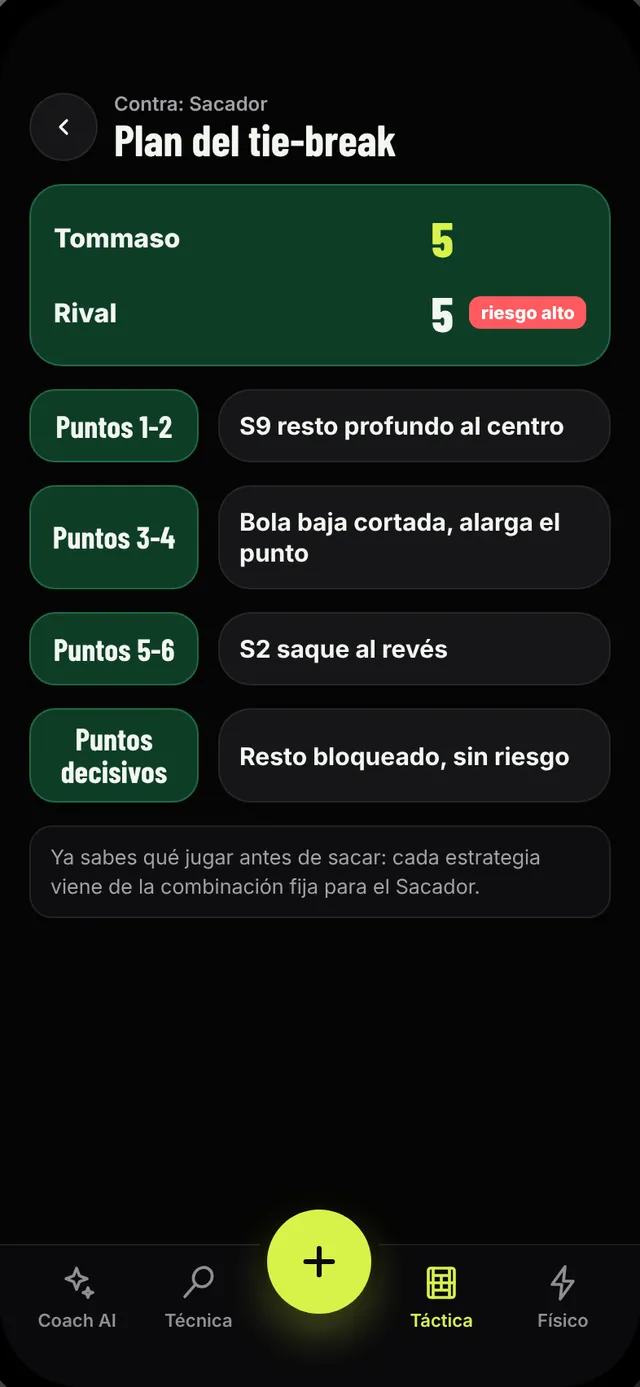 Contra: Sacador
Plan del tie-break
Tommaso 5
Rival 5 riesgo alto
Puntos 1-2
S9 resto profundo al centro
Puntos 3-4
Bola baja cortada, alarga el
punto
Puntos 5-6
S2 saque al revés
Puntos
decisivos
Resto bloqueado, sin riesgo
Ya sabes qué jugar antes de sacar: cada estrategia
viene de la combinación fija para el Sacador.
Coach AI
Técnica
Táctica
Físico